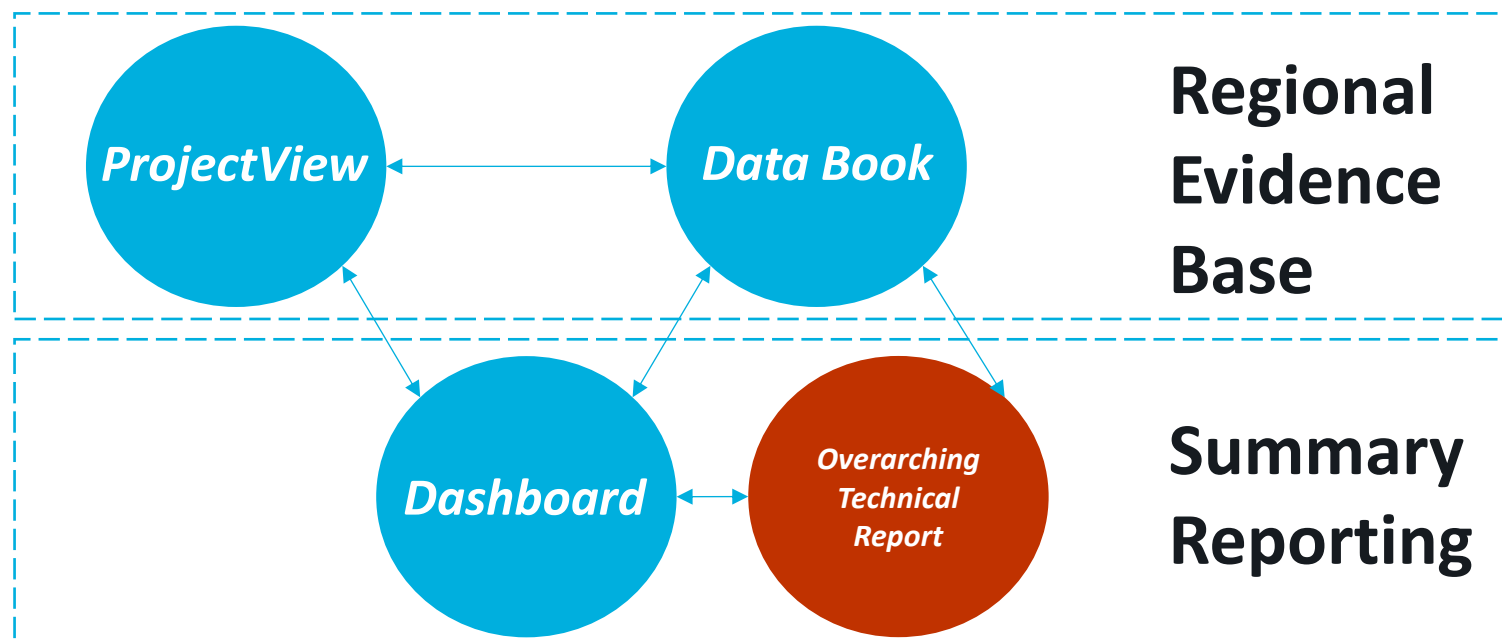 ProjectView
Data Book
Regional
Evidence
Base
Dashboard
Overarching
Technical
Report
Summary
Reporting